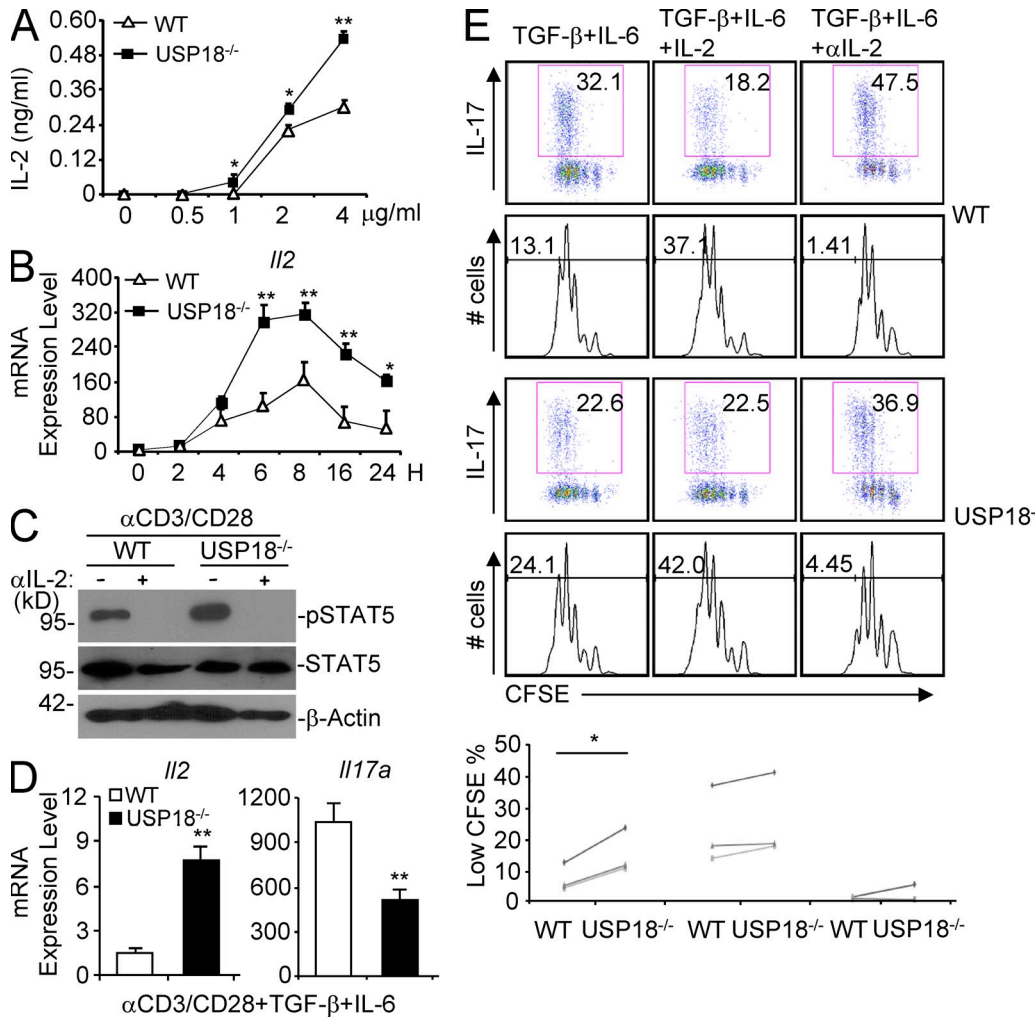 A
WT
USP18-/-
IL-2 (ng/ml)
0.60
0.48
0.36
0.24
0.12
0
*
*
**
0 0.5 1 2 4 μg/ml
B
Il2
WT
USP18-/-
mRNA
Expression Level
400
320
240
160
80
0
** ** ** *
0 2 4 6 8 16 24 H
C
αCD3/CD28
WT USP18-/-
αIL-2: - + - +
(kD)
95- -pSTAT5
95- -STAT5
42- -β-Actin
D
Il2 Il17a
WT
USP18-/-
mRNA
Expression Level
12
9
6
3
0
**
1200
900
600
300
0
**
αCD3/CD28+TGF-β+IL-6
E
TGF-β+IL-6
TGF-β+IL-6
+IL-2
TGF-β+IL-6
+αIL-2
IL-17
32.1 18.2 47.5
WT
# cells
13.1 37.1 1.41
IL-17
22.6 22.5 36.9
USP18-
# cells
24.1 42.0 4.45
CFSE
Low CFSE %
50
40
30
20
10
0
*
WT USP18-/- WT USP18-/- WT USP18-/-